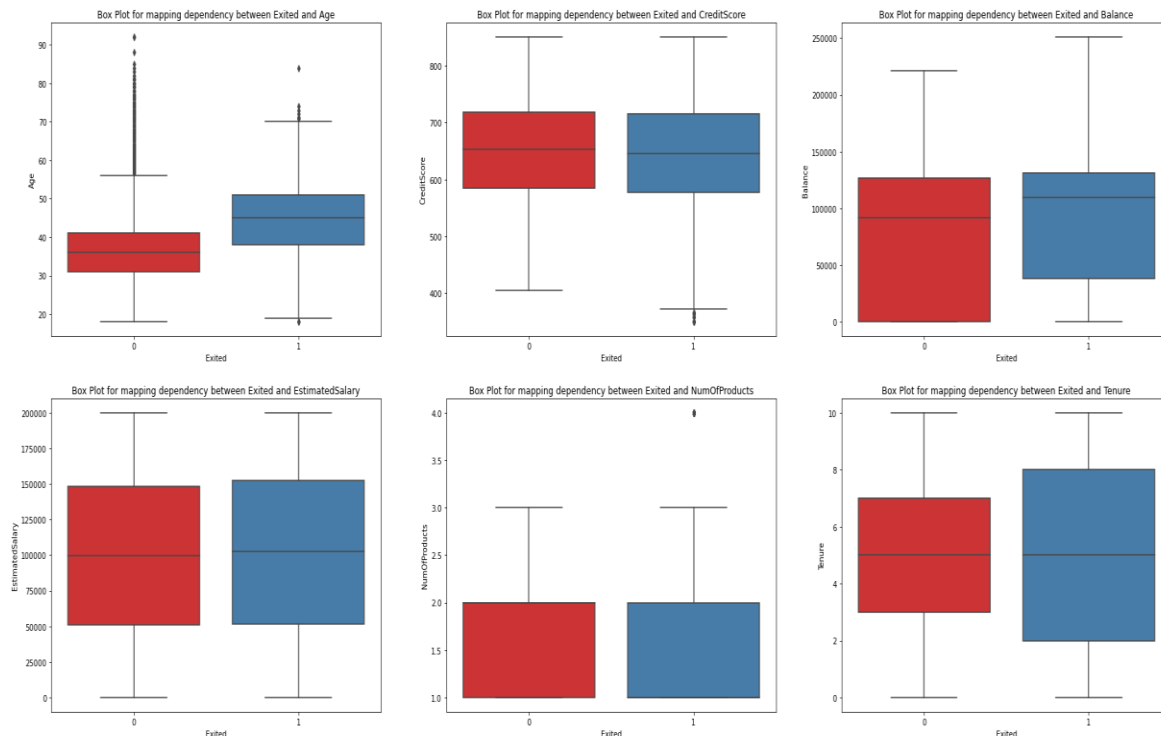 Box Plot for mapping dependency between Exited and Age
90
80
70
60
50
40
30
20
Age
0
1
Exited
Box Plot for mapping dependency between Exited and CreditScore
800
700
600
500
400
CreditScore
0
1
Exited
Box Plot for mapping dependency between Exited and Balance
250000
200000
150000
100000
50000
0
Balance
0
1
Exited
Box Plot for mapping dependency between Exited and EstimatedSalary
200000
175000
150000
125000
100000
75000
50000
25000
0
EstimatedSalary
0
1
Exited
Box Plot for mapping dependency between Exited and NumOfProducts
4.0
3.5
3.0
2.5
2.0
1.5
1.0
NumOfProducts
0
1
Exited
Box Plot for mapping dependency between Exited and Tenure
10
8
6
4
2
0
Tenure
0
1
Exited